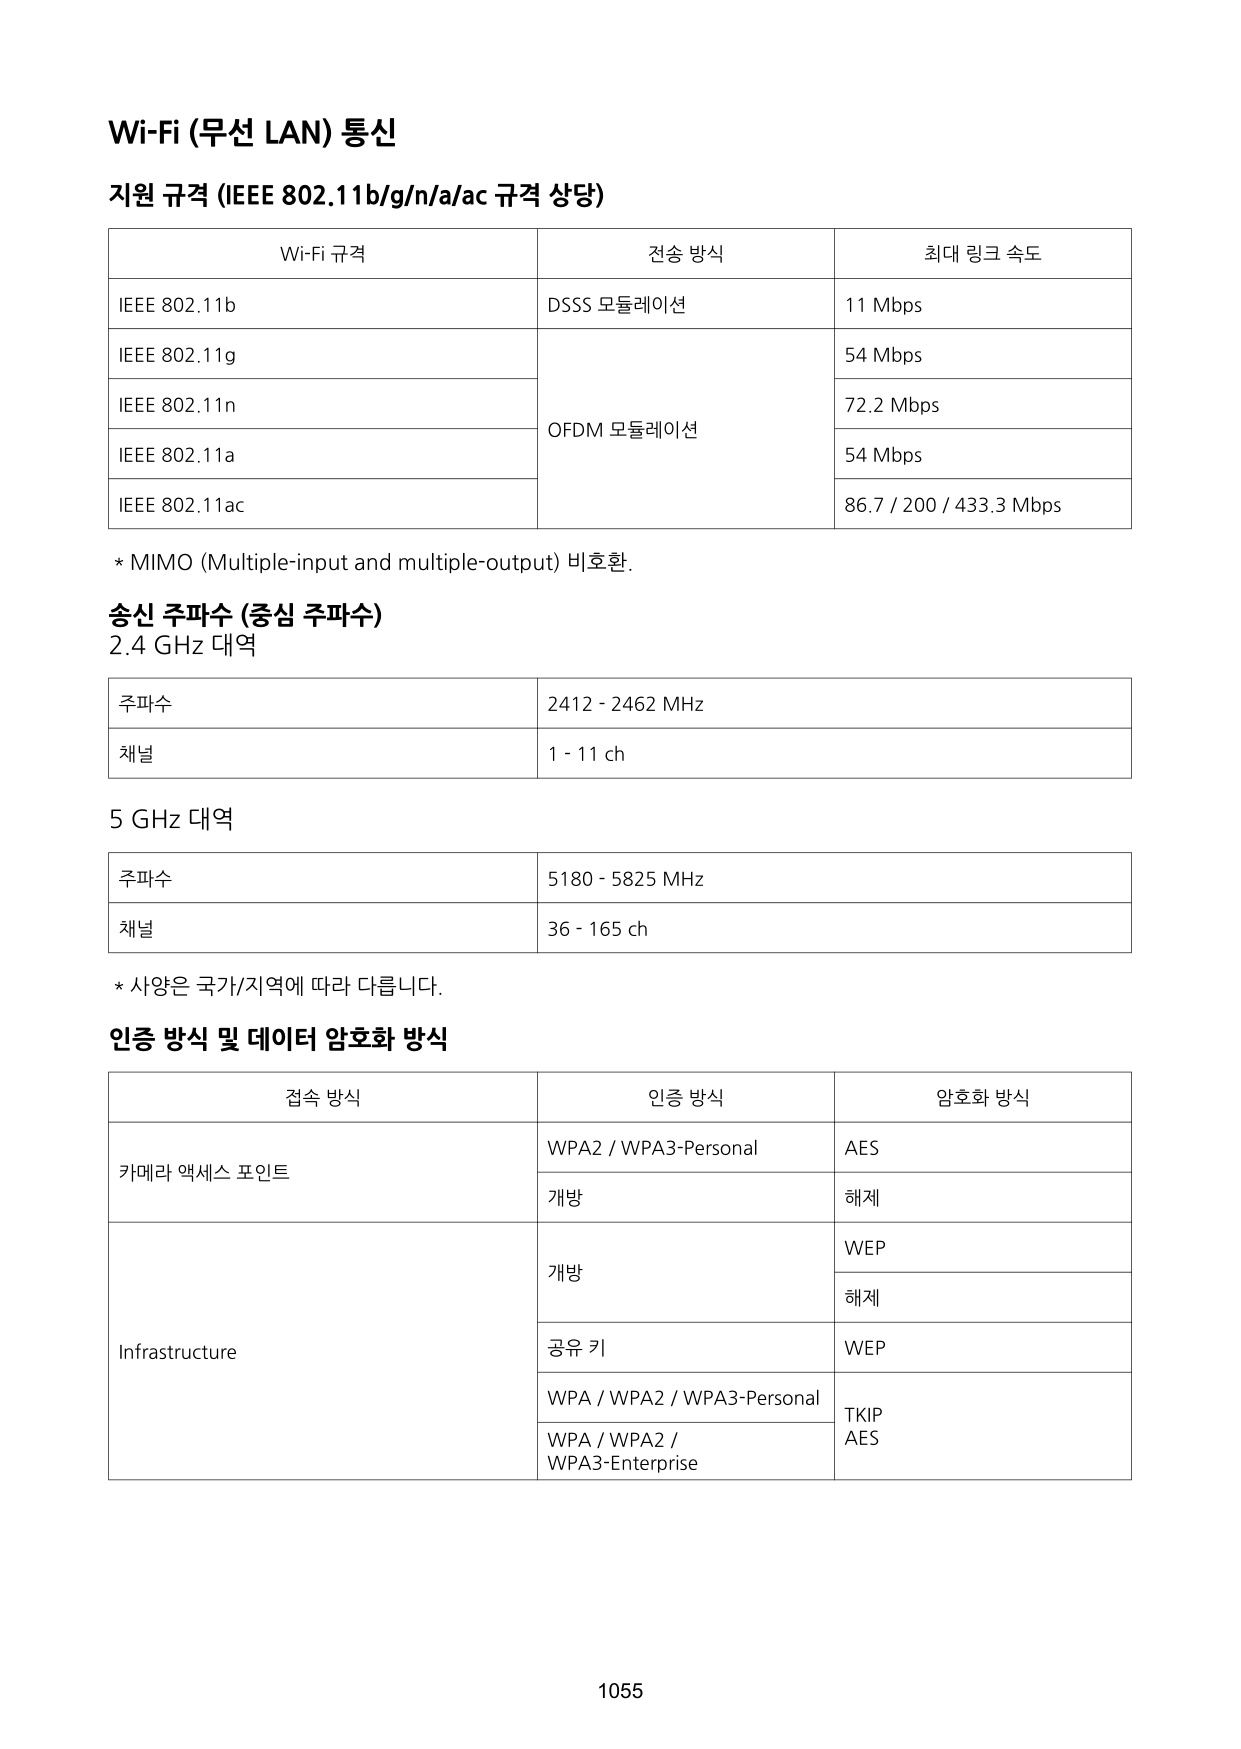 Wi-Fi (무선 LAN) 통신
지원 규격 (IEEE 802.11b/g/n/a/ac 규격 상당)
Wi-Fi 규격 전송 방식 최대 링크 속도
IEEE 802.11b DSSS 모듈레이션 11 Mbps
IEEE 802.11g 54 Mbps
IEEE 802.11n 72.2 Mbps
OFDM 모듈레이션
IEEE 802.11a 54 Mbps
IEEE 802.11ac 86.7 / 200 / 433.3 Mbps
* MIMO (Multiple-input and multiple-output) 비호환.
송신 주파수 (중심 주파수)
2.4 GHz 대역
주파수 2412 - 2462 MHz
채널 1 - 11 ch
5 GHz 대역
주파수 5180 - 5825 MHz
채널 36 - 165 ch
* 사양은 국가/지역에 따라 다릅니다.
인증 방식 및 데이터 암호화 방식
접속 방식 인증 방식 암호화 방식
카메라 액세스 포인트
WPA2 / WPA3-Personal AES
개방 해제
Infrastructure
개방
WEP
해제
공유 키 WEP
WPA / WPA2 / WPA3-Personal
WPA / WPA2 /
WPA3-Enterprise
TKIP
AES
1055